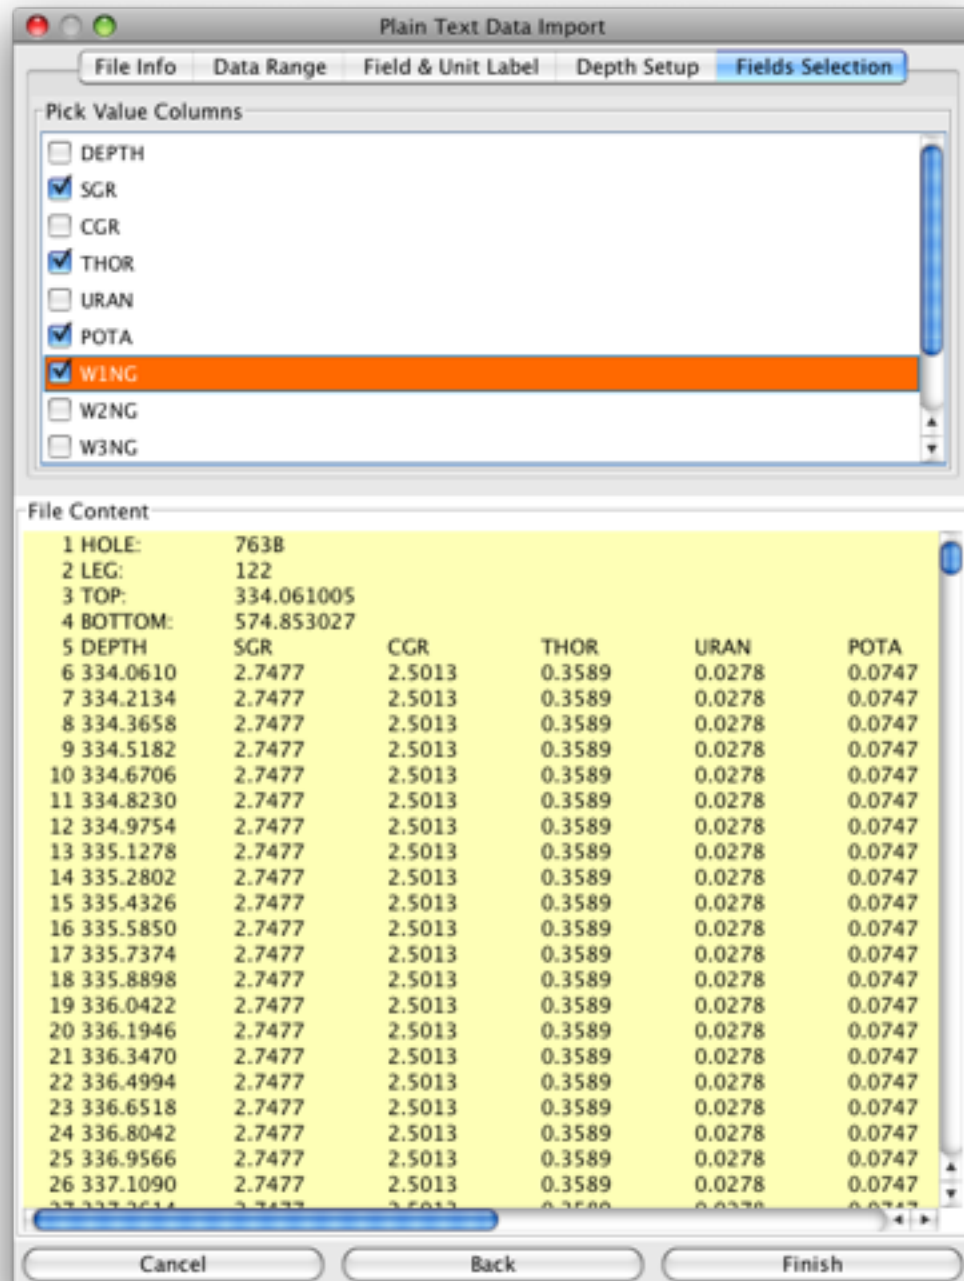 Plain Text Data Import
File Info Data Range Field & Unit Label Depth Setup Fields Selection
Pick Value Columns
DEPTH
SGR
CGR
THOR
URAN
POTA
W1NG
W2NG
W3NG
File Content
1 HOLE: 763B
2 LEG: 122
3 TOP: 334.061005
4 BOTTOM: 574.853027
5 DEPTH SGR CGR THOR URAN POTA
6 334.0610 2.7477 2.5013 0.3589 0.0278 0.0747
7 334.2134 2.7477 2.5013 0.3589 0.0278 0.0747
8 334.3658 2.7477 2.5013 0.3589 0.0278 0.0747
9 334.5182 2.7477 2.5013 0.3589 0.0278 0.0747
10 334.6706 2.7477 2.5013 0.3589 0.0278 0.0747
11 334.8230 2.7477 2.5013 0.3589 0.0278 0.0747
12 334.9754 2.7477 2.5013 0.3589 0.0278 0.0747
13 335.1278 2.7477 2.5013 0.3589 0.0278 0.0747
14 335.2802 2.7477 2.5013 0.3589 0.0278 0.0747
15 335.4326 2.7477 2.5013 0.3589 0.0278 0.0747
16 335.5850 2.7477 2.5013 0.3589 0.0278 0.0747
17 335.7374 2.7477 2.5013 0.3589 0.0278 0.0747
18 335.8898 2.7477 2.5013 0.3589 0.0278 0.0747
19 336.0422 2.7477 2.5013 0.3589 0.0278 0.0747
20 336.1946 2.7477 2.5013 0.3589 0.0278 0.0747
21 336.3470 2.7477 2.5013 0.3589 0.0278 0.0747
22 336.4994 2.7477 2.5013 0.3589 0.0278 0.0747
23 336.6518 2.7477 2.5013 0.3589 0.0278 0.0747
24 336.8042 2.7477 2.5013 0.3589 0.0278 0.0747
25 336.9566 2.7477 2.5013 0.3589 0.0278 0.0747
26 337.1090 2.7477 2.5013 0.3589 0.0278 0.0747
Cancel Back Finish